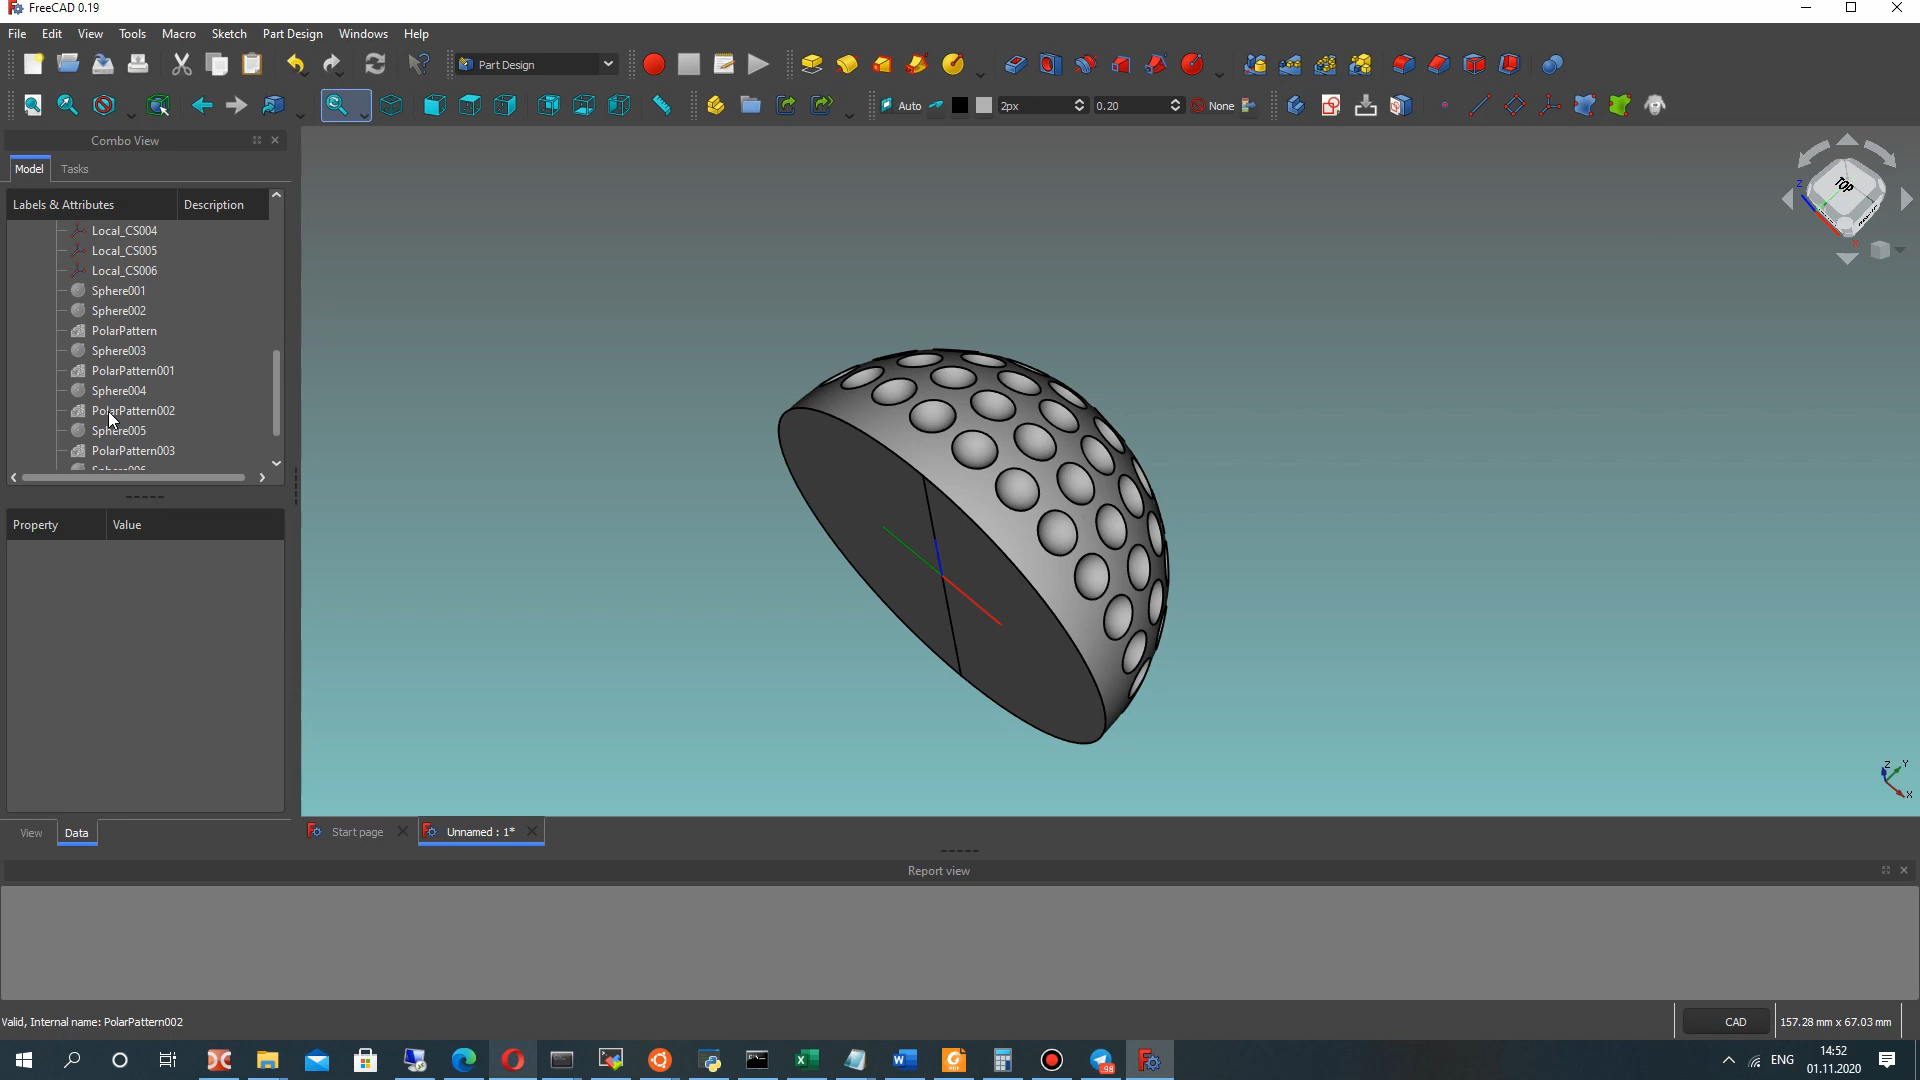 FreeCAD 0.19
File Edit View Tools Macro Sketch Part Design Windows Help
Part Design
Auto 2px 0.20 None
Combo View
Model Tasks
Labels & Attributes Description
Local_CS004
Local_CS005
Local_CS006
Sphere001
Sphere002
PolarPattern
Sphere003
PolarPattern001
Sphere004
PolarPattern002
Sphere005
PolarPattern003
Sphere006
Property Value
TOP
Z
X
Z Y
X
View Data
Start page Unnamed : 1*
Report view
Valid, Internal name: PolarPattern002
CAD 157.28 mm x 67.03 mm
98
ENG 14:52
01.11.2020